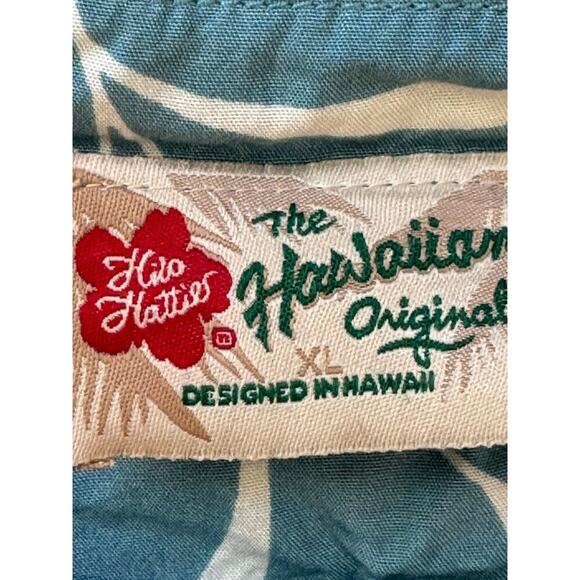 Hilo
Hattie's
The
Hawaiian
Original
XL
DESIGNED IN HAWAII